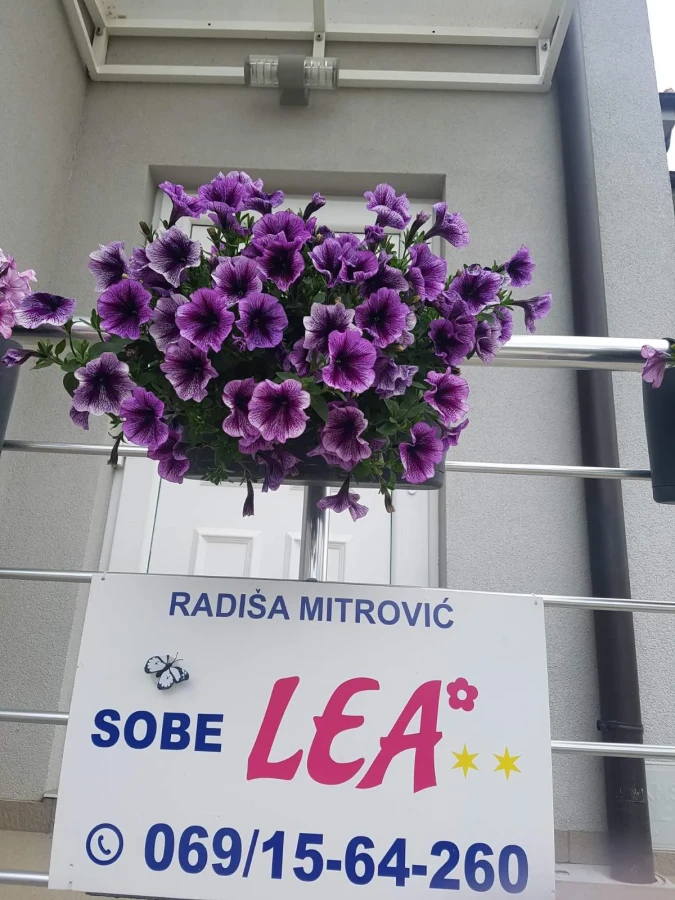 RADIŠA MITROVIĆ
SOBE LEA
069/15-64-260